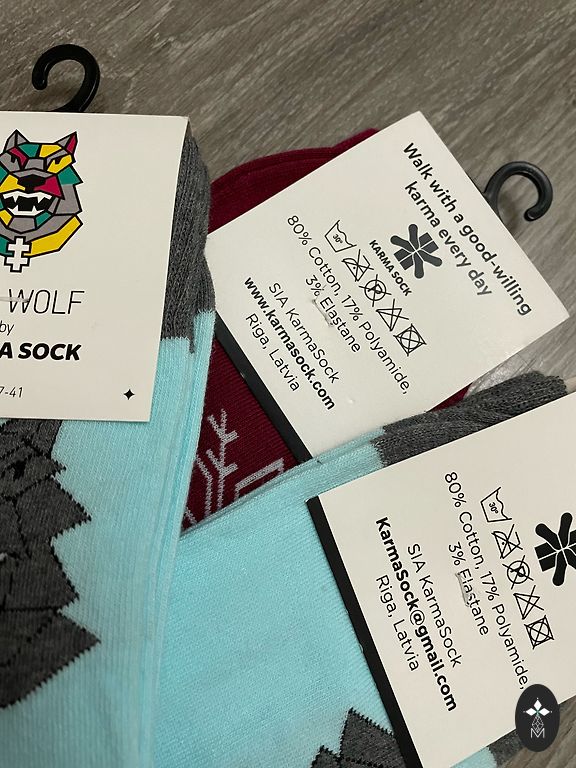 WOLF
by
A SOCK
7-41
Walk with a good-willing
karma every day
KARMA SOCK
30°
80% Cotton, 17% Polyamide,
3% Elastane
SIA KarmaSock
www.karmasock.com
Riga, Latvia
30°
80% Cotton, 17% Polyamide,
3% Elastane
SIA KarmaSock
KarmaSock@gmail.com
Riga, Latvia
M